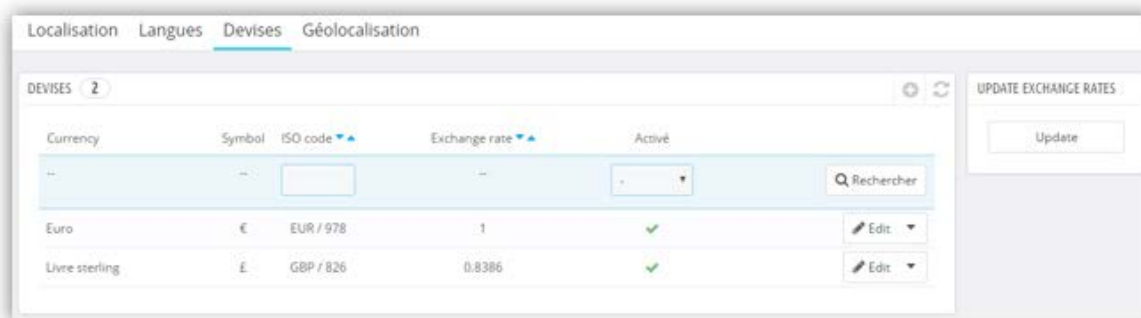 Localisation Langues Devises Géolocalisation
DEVISES 2
UPDATE EXCHANGE RATES
Update
Currency Symbol ISO code Exchange rate Activé
-- -- -- - Rechercher
Euro € EUR / 978 1 Edit
Livre sterling £ GBP / 826 0.8386 Edit